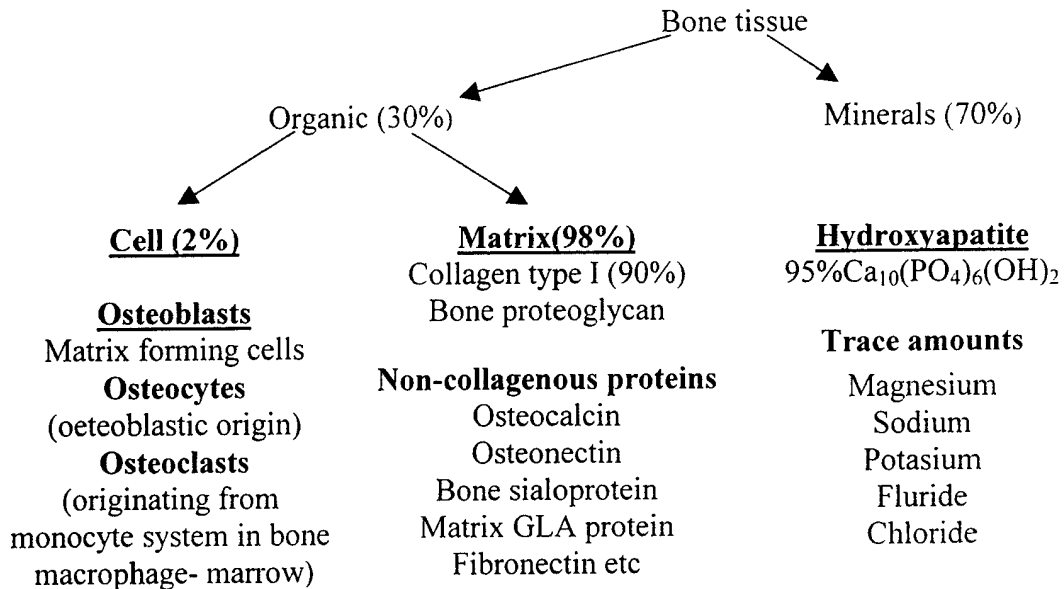 Bone tissue
Organic (30%)
Minerals (70%)
Cell (2%)
Osteoblasts
Matrix forming cells
Osteocytes
(oeteoblastic origin)
Osteoclasts
(originating from
monocyte system in bone
macrophage- marrow)
Matrix(98%)
Collagen type I (90%)
Bone proteoglycan
Non-collagenous proteins
Osteocalcin
Osteonectin
Bone sialoprotein
Matrix GLA protein
Fibronectin etc
Hydroxyapatite
95%Ca₁₀(PO₄)₆(OH)₂
Trace amounts
Magnesium
Sodium
Potasium
Fluride
Chloride